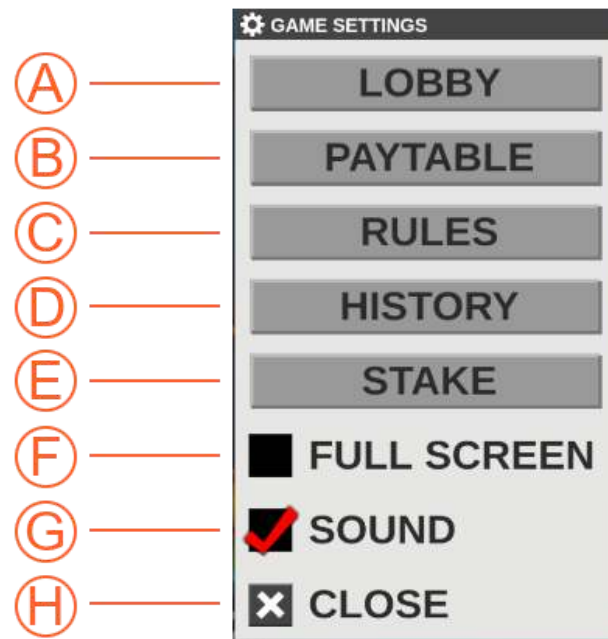 GAME SETTINGS
A LOBBY
B PAYTABLE
C RULES
D HISTORY
E STAKE
F FULL SCREEN
G SOUND
H CLOSE